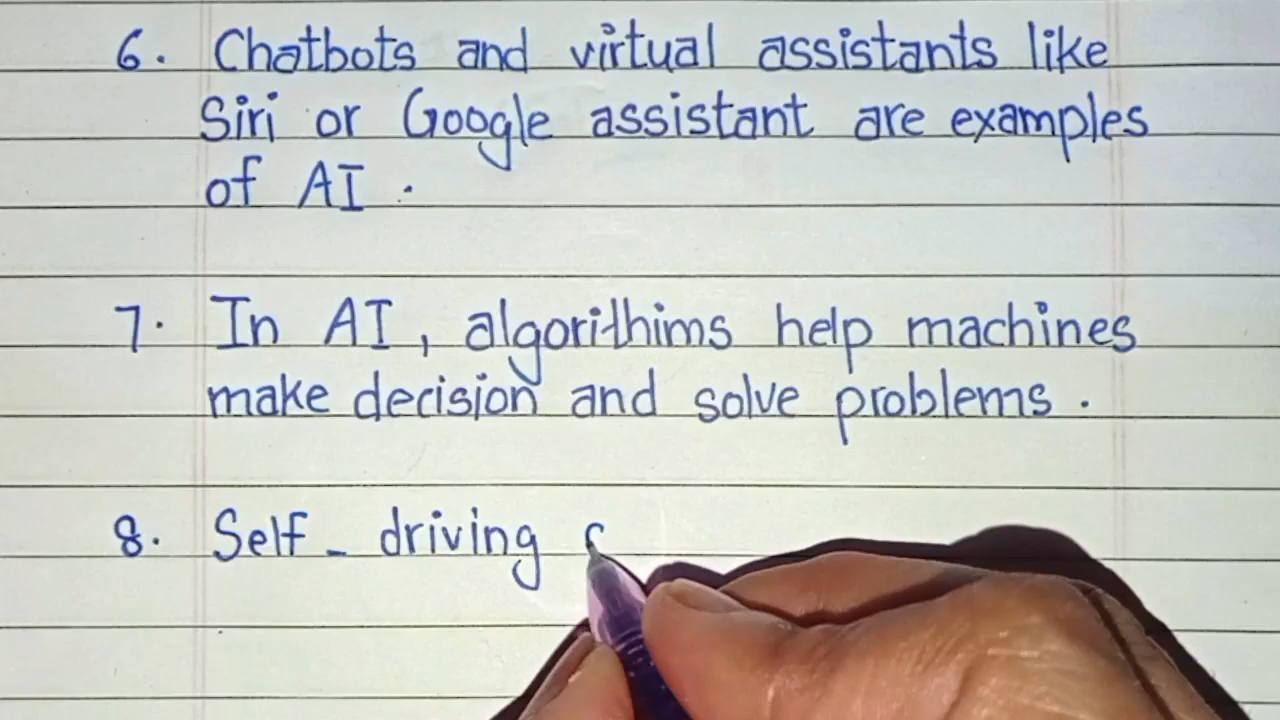 6. Chatbots and virtual assistants like
Siri or Google assistant are examples
of AI.
7. In AI, algorithims help machines
make decision and solve problems.
8. Self-driving